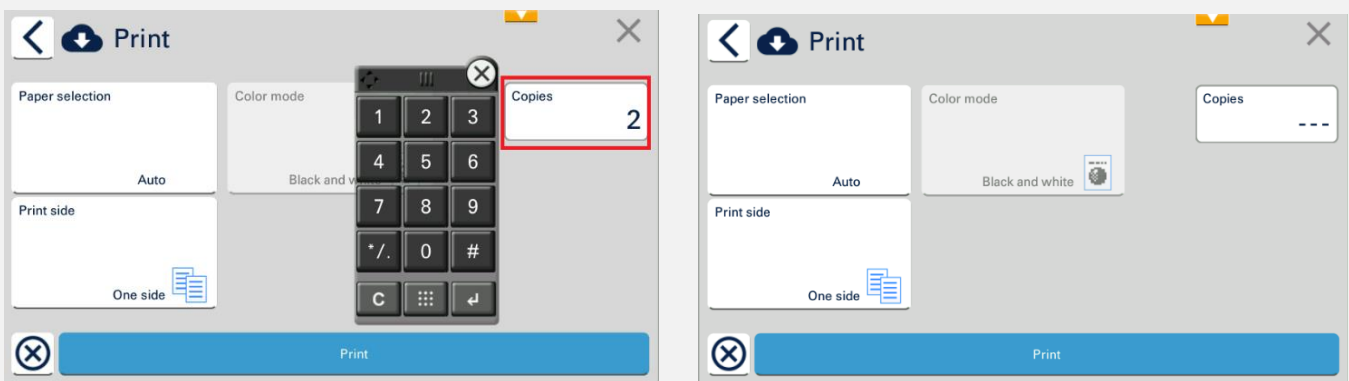 Print
Paper selection
Color mode
Copies
2
1 2 3
4 5 6
7 8 9
*/. 0 #
C
Auto
Black and w
Print side
One side
Print
Print
Paper selection
Color mode
Copies
---
Auto
Black and white
Print side
One side
Print